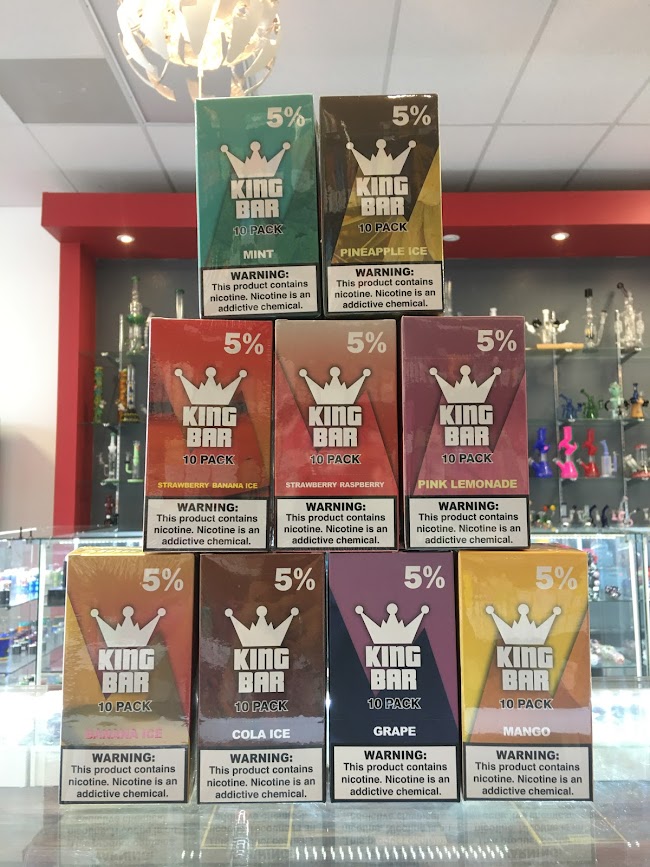 5%
KING
BAR
10 PACK
MINT
WARNING:
This product contains
nicotine. Nicotine is an
addictive chemical.
5%
KING
BAR
10 PACK
PINEAPPLE ICE
WARNING:
This product contains
nicotine. Nicotine is an
addictive chemical.
5%
KING
BAR
10 PACK
STRAWBERRY BANANA ICE
WARNING:
This product contains
nicotine. Nicotine is an
addictive chemical.
5%
KING
BAR
10 PACK
STRAWBERRY RASPBERRY
WARNING:
This product contains
nicotine. Nicotine is an
addictive chemical.
5%
KING
BAR
10 PACK
PINK LEMONADE
WARNING:
This product contains
nicotine. Nicotine is an
addictive chemical.
5%
KING
BAR
10 PACK
BANANA ICE
WARNING:
This product contains
nicotine. Nicotine is an
addictive chemical.
5%
KING
BAR
10 PACK
COLA ICE
WARNING:
This product contains
nicotine. Nicotine is an
addictive chemical.
5%
KING
BAR
10 PACK
GRAPE
WARNING:
This product contains
nicotine. Nicotine is an
addictive chemical.
5%
KING
BAR
10 PACK
MANGO
WARNING:
This product contains
nicotine. Nicotine is an
addictive chemical.